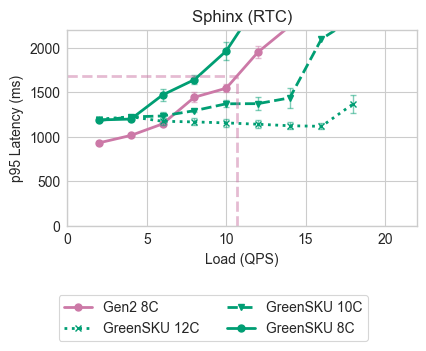 Sphinx (RTC)
2000
1500
1000
500
0
p95 Latency (ms)
0 5 10 15 20
Load (QPS)
Gen2 8C GreenSKU 10C
GreenSKU 12C GreenSKU 8C